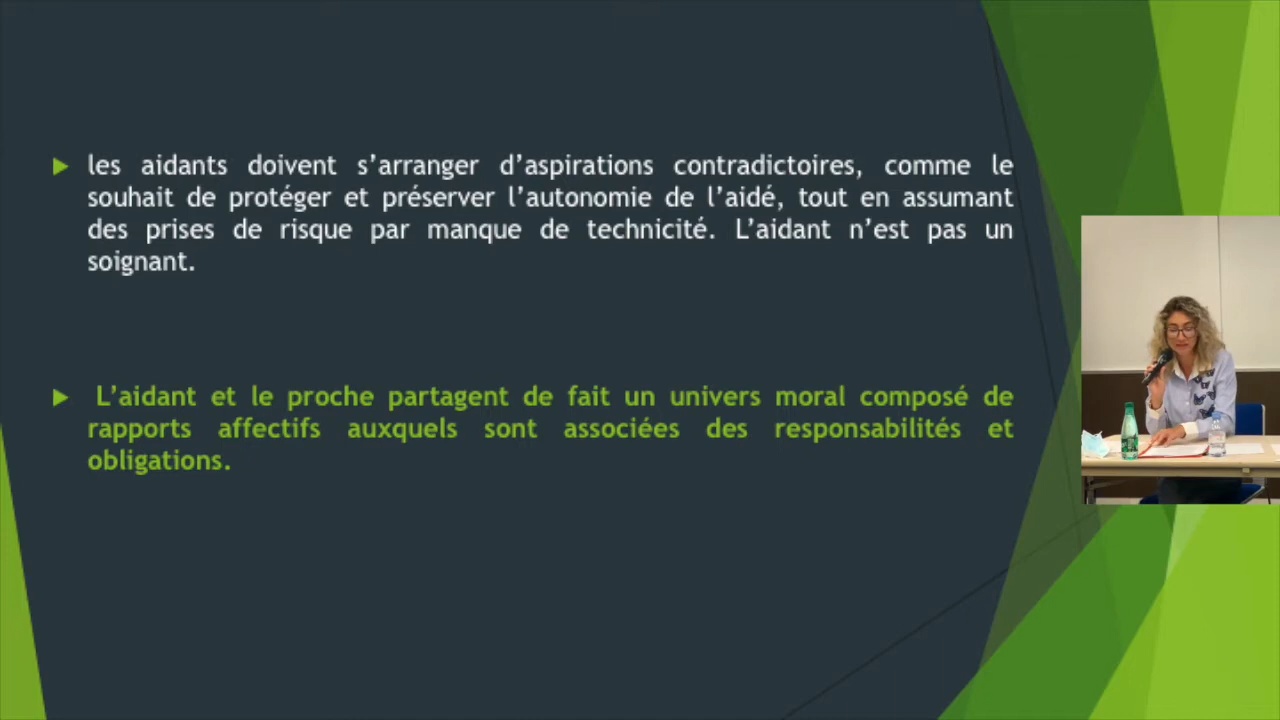 les aidants doivent s’arranger d’aspirations contradictoires, comme le
souhait de protéger et préserver l’autonomie de l’aidé, tout en assumant
des prises de risque par manque de technicité. L’aidant n’est pas un
soignant.
L’aidant et le proche partagent de fait un univers moral composé de
rapports affectifs auxquels sont associées des responsabilités et
obligations.